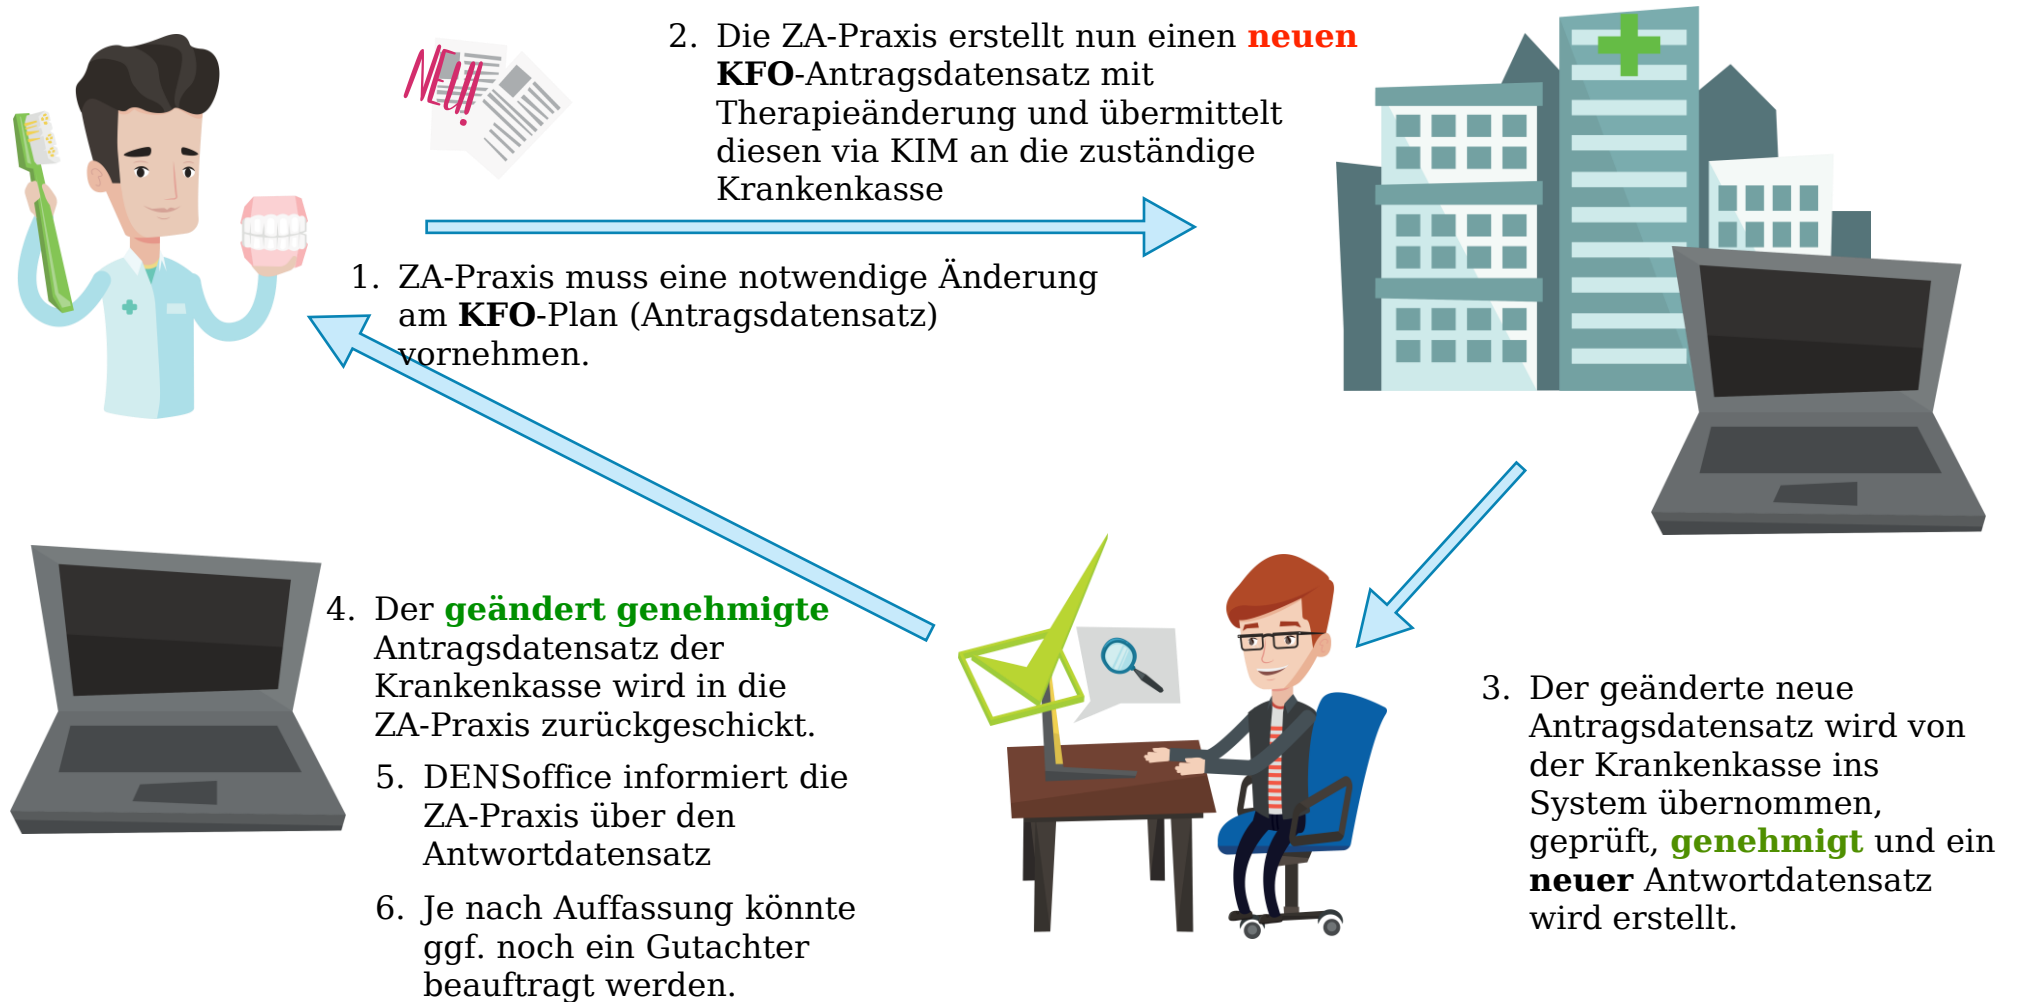 NEU!!
2. Die ZA-Praxis erstellt nun einen neuen
KFO-Antragsdatensatz mit
Therapieänderung und übermittelt
diesen via KIM an die zuständige
Krankenkasse
1. ZA-Praxis muss eine notwendige Änderung
am KFO-Plan (Antragsdatensatz)
vornehmen.
3. Der geänderte neue
Antragsdatensatz wird von
der Krankenkasse ins
System übernommen,
geprüft, genehmigt und ein
neuer Antwortdatensatz
wird erstellt.
4. Der geändert genehmigte
Antragsdatensatz der
Krankenkasse wird in die
ZA-Praxis zurückgeschickt.
5. DENSoffice informiert die
ZA-Praxis über den
Antwortdatensatz
6. Je nach Auffassung könnte
ggf. noch ein Gutachter
beauftragt werden.